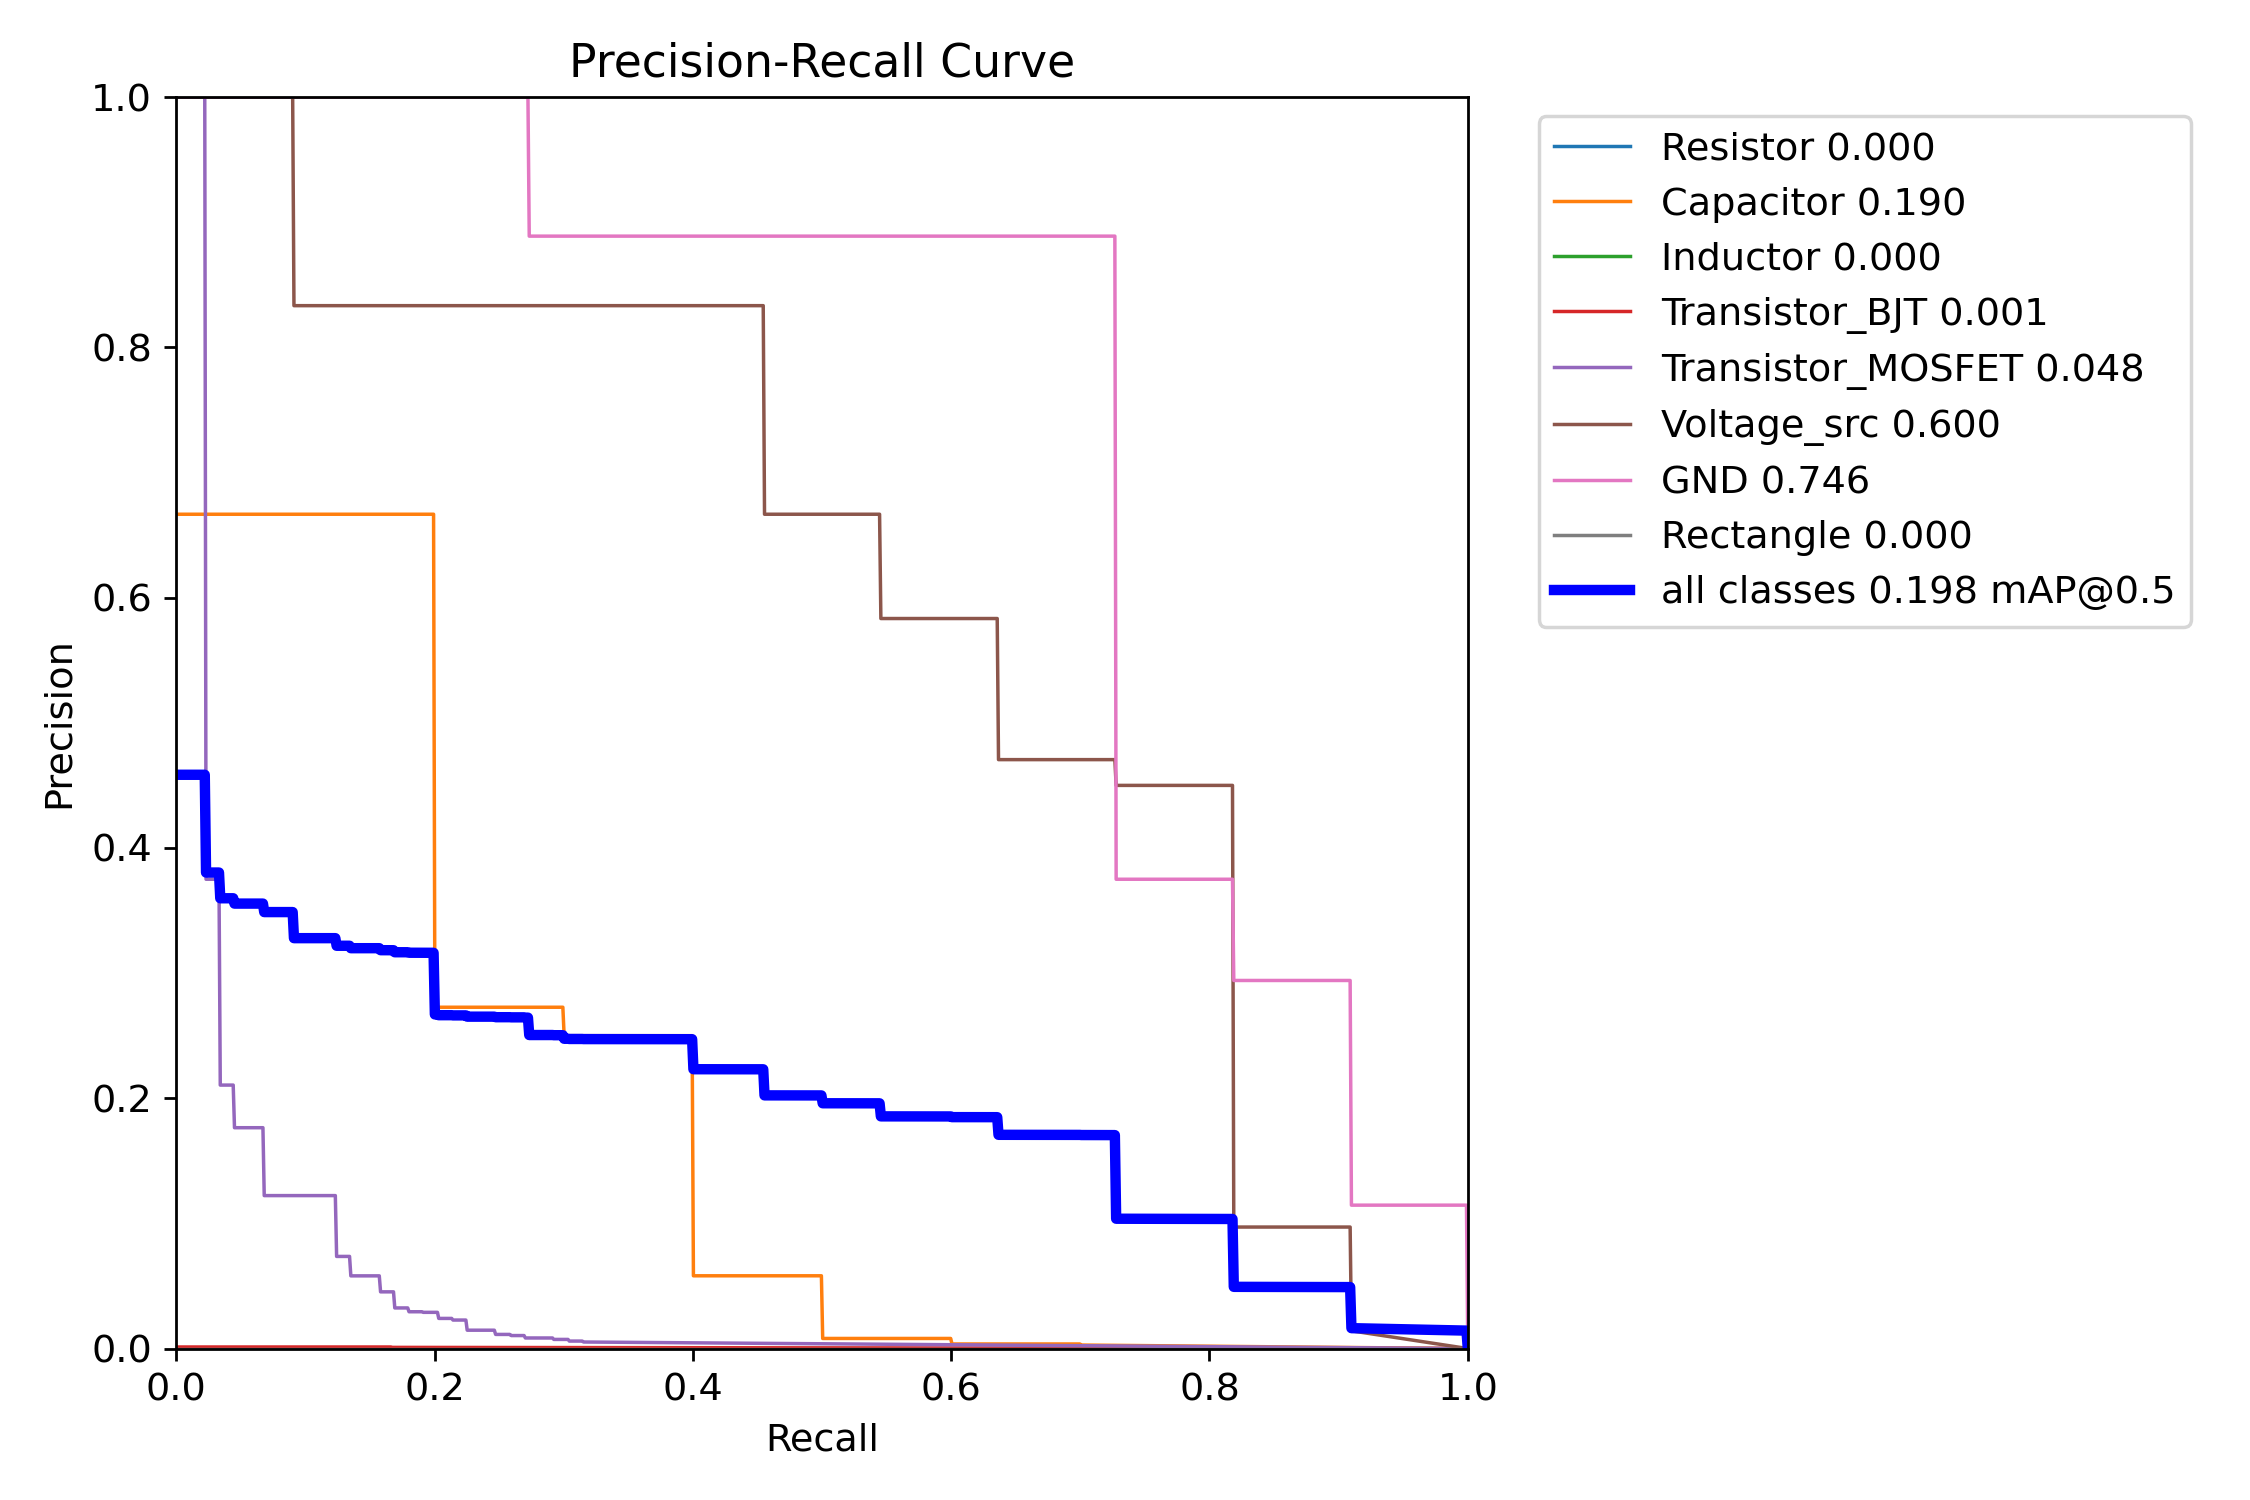 Precision-Recall Curve
1.0
0.8
0.6
0.4
0.2
0.0
Precision
0.0 0.2 0.4 0.6 0.8 1.0
Recall
Resistor 0.000
Capacitor 0.190
Inductor 0.000
Transistor_BJT 0.001
Transistor_MOSFET 0.048
Voltage_src 0.600
GND 0.746
Rectangle 0.000
all classes 0.198 mAP@0.5